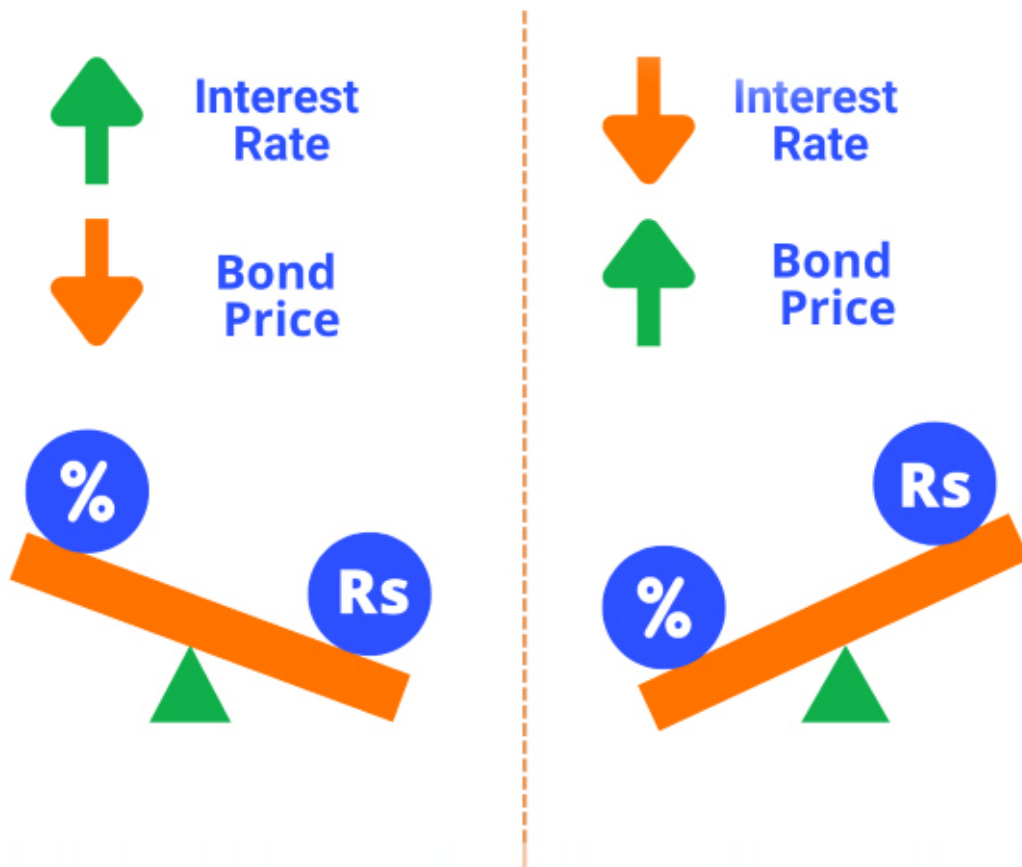 Interest
Rate
Bond
Price
%
Rs
Interest
Rate
Bond
Price
%
Rs